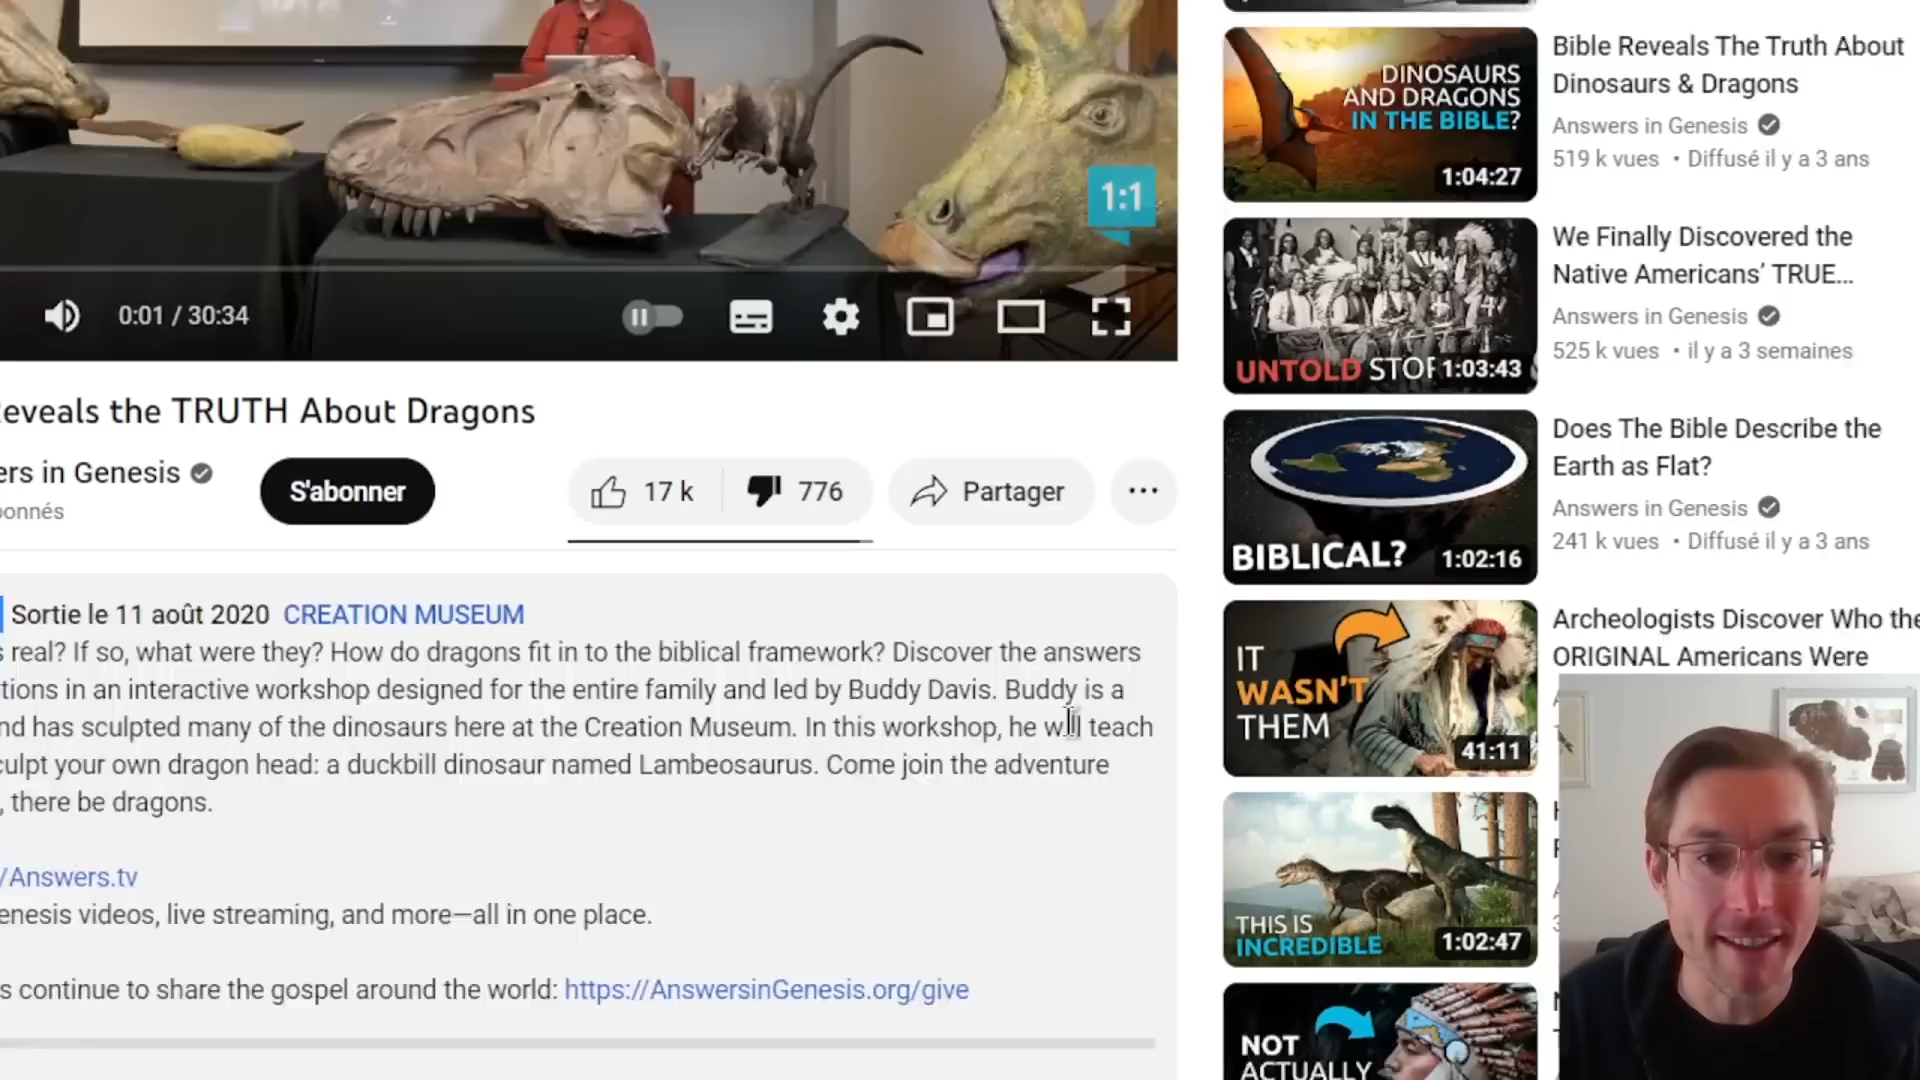 1:1
0:01 / 30:34
eveals the TRUTH About Dragons
ers in Genesis
onnés
S'abonner
17 k
776
Partager
Sortie le 11 août 2020 CREATION MUSEUM
s real? If so, what were they? How do dragons fit in to the biblical framework? Discover the answers
tions in an interactive workshop designed for the entire family and led by Buddy Davis. Buddy is a
nd has sculpted many of the dinosaurs here at the Creation Museum. In this workshop, he will teach
culpt your own dragon head: a duckbill dinosaur named Lambeosaurus. Come join the adventure
, there be dragons.
/Answers.tv
enesis videos, live streaming, and more—all in one place.
s continue to share the gospel around the world: https://AnswersinGenesis.org/give
DINOSAURS
AND DRAGONS
IN THE BIBLE?
1:04:27
Bible Reveals The Truth About
Dinosaurs & Dragons
Answers in Genesis
519 k vues • Diffusé il y a 3 ans
UNTOLD STOR
1:03:43
We Finally Discovered the
Native Americans’ TRUE...
Answers in Genesis
525 k vues • il y a 3 semaines
BIBLICAL?
1:02:16
Does The Bible Describe the
Earth as Flat?
Answers in Genesis
241 k vues • Diffusé il y a 3 ans
IT
WASN'T
THEM
41:11
Archeologists Discover Who the
ORIGINAL Americans Were
THIS IS
INCREDIBLE
1:02:47
NOT
ACTUALLY